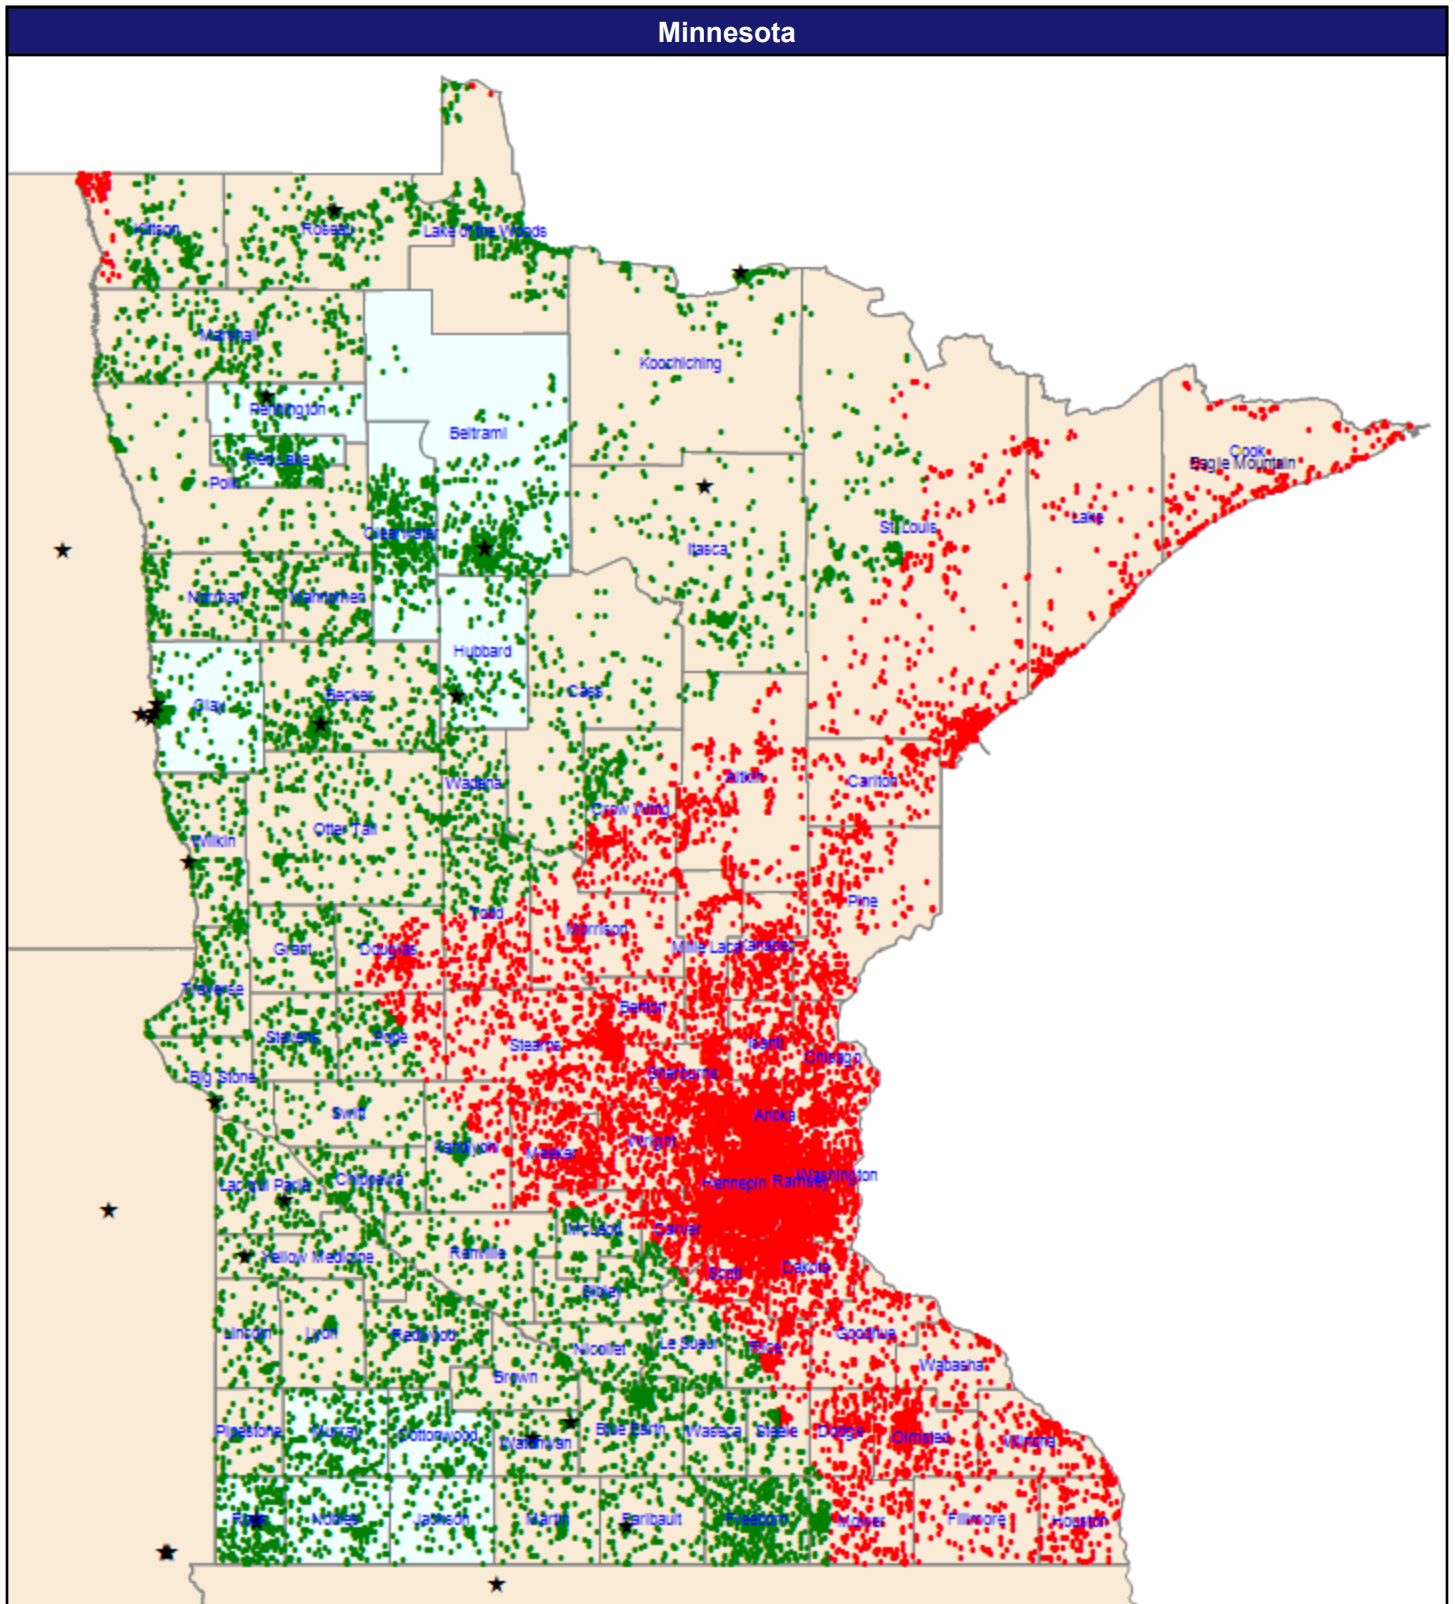 Minnesota
Kittson
Roseau
Lake of the Woods
Marshall
Koochiching
Pennington
Beltrami
Red Lake
Polk
Cook
Eagle Mountain
Clearwater
St. Louis
Lake
Itasca
Norman
Mahnomen
Hubbard
Clay
Becker
Cass
Wadena
Aitkin
Carlton
Crow Wing
Otter Tail
Wilkin
Pine
Todd
Morrison
Grant
Douglas
Mille Lacs
Kanabec
Traverse
Benton
Stevens
Pope
Stearns
Isanti
Chisago
Big Stone
Sherburne
Swift
Anoka
Kandiyohi
Meeker
Wright
Lac qui Parle
Chippewa
Hennepin
Ramsey
Washington
McLeod
Carver
Yellow Medicine
Renville
Scott
Dakota
Sibley
Lincoln
Lyon
Redwood
Nicollet
Le Sueur
Rice
Goodhue
Wabasha
Brown
Pipestone
Murray
Cottonwood
Watonwan
Blue Earth
Waseca
Steele
Dodge
Olmsted
Winona
Rock
Nobles
Jackson
Martin
Faribault
Freeborn
Mower
Fillmore
Houston